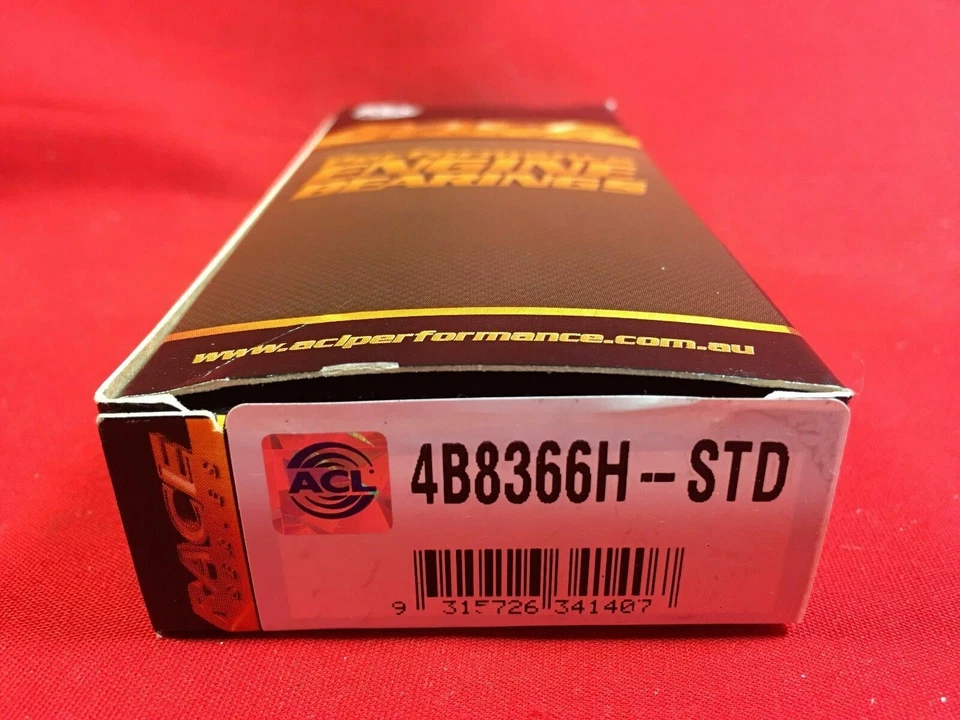 ENGINE
BEARINGS
www.aclperformance.com.au
RACE
ACL
4B8366H -- STD
9 315726 341407